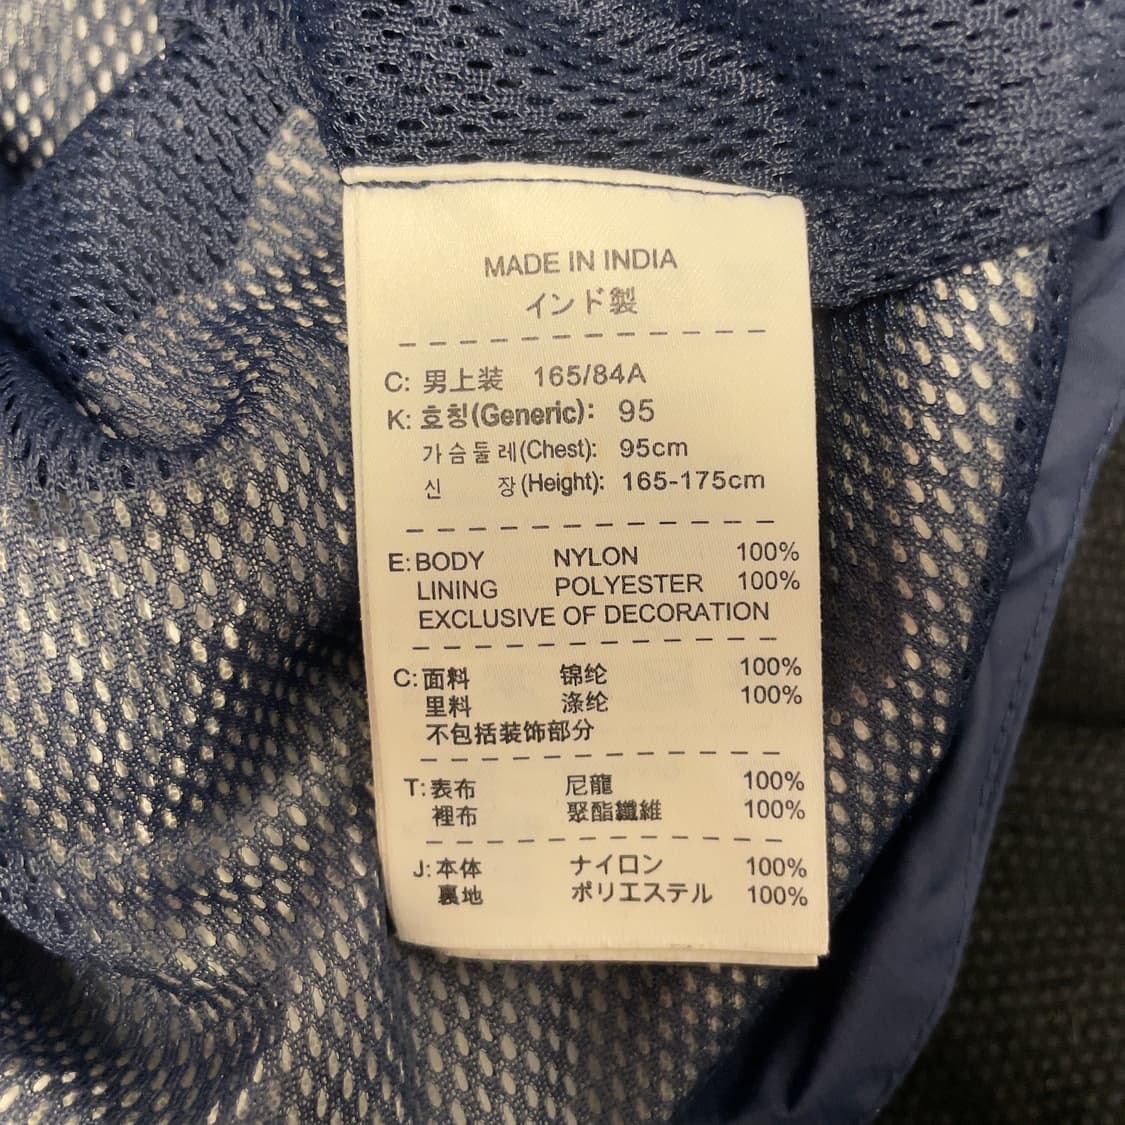 MADE IN INDIA
インド製
C: 男上装 165/84A
K: 호칭(Generic): 95
가슴둘레(Chest): 95cm
신 장(Height): 165-175cm
E: BODY NYLON 100%
LINING POLYESTER 100%
EXCLUSIVE OF DECORATION
C: 面料 锦纶 100%
里料 涤纶 100%
不包括装饰部分
T: 表布 尼龍 100%
裡布 聚酯纖維 100%
J: 本体 ナイロン 100%
裏地 ポリエステル 100%